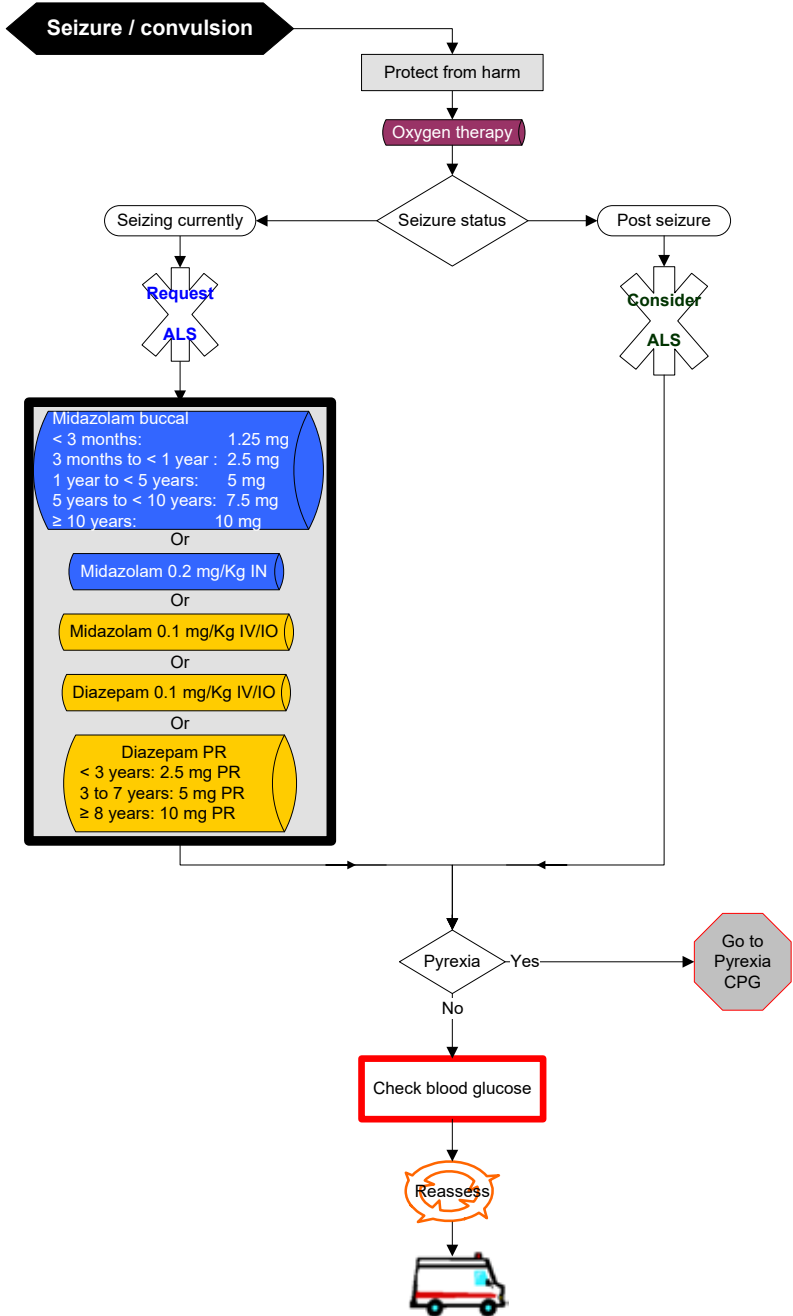 Seizure / convulsion
Protect from harm
Oxygen therapy
Seizure status
Seizing currently
Post seizure
Request
ALS
Consider
ALS
Midazolam buccal
< 3 months: 1.25 mg
3 months to < 1 year : 2.5 mg
1 year to < 5 years: 5 mg
5 years to < 10 years: 7.5 mg
≥ 10 years: 10 mg
Or
Midazolam 0.2 mg/Kg IN
Or
Midazolam 0.1 mg/Kg IV/IO
Or
Diazepam 0.1 mg/Kg IV/IO
Or
Diazepam PR
< 3 years: 2.5 mg PR
3 to 7 years: 5 mg PR
≥ 8 years: 10 mg PR
Pyrexia
Yes
Go to
Pyrexia
CPG
No
Check blood glucose
Reassess